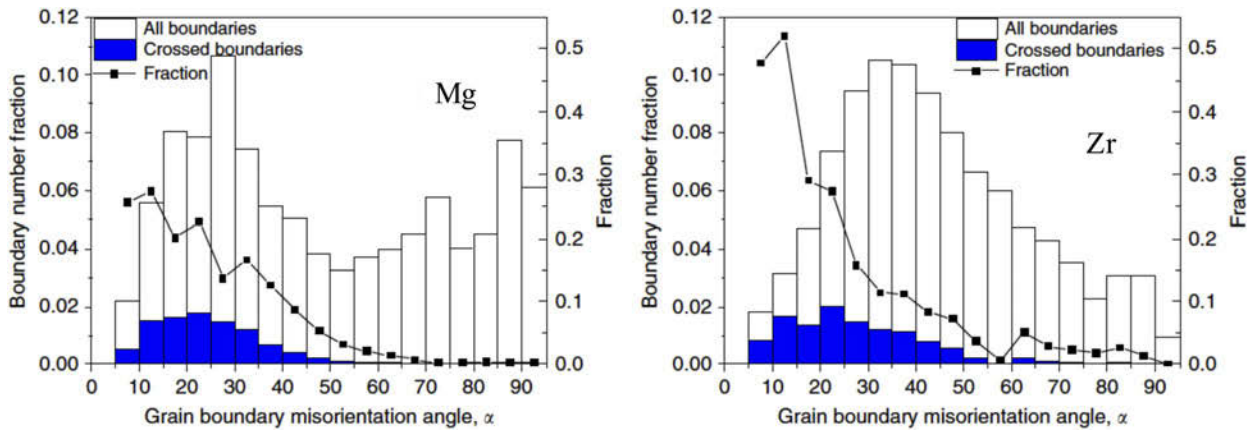 0.12
0.10
0.08
0.06
0.04
0.02
0.00
Boundary number fraction
All boundaries
Crossed boundaries
Fraction
Mg
0.5
0.4
0.3
0.2
0.1
0.0
Fraction
0 10 20 30 40 50 60 70 80 90
Grain boundary misorientation angle, α
0.12
0.10
0.08
0.06
0.04
0.02
0.00
Boundary number fraction
All boundaries
Crossed boundaries
Fraction
Zr
0.5
0.4
0.3
0.2
0.1
0.0
Fraction
0 10 20 30 40 50 60 70 80 90
Grain boundary misorientation angle, α